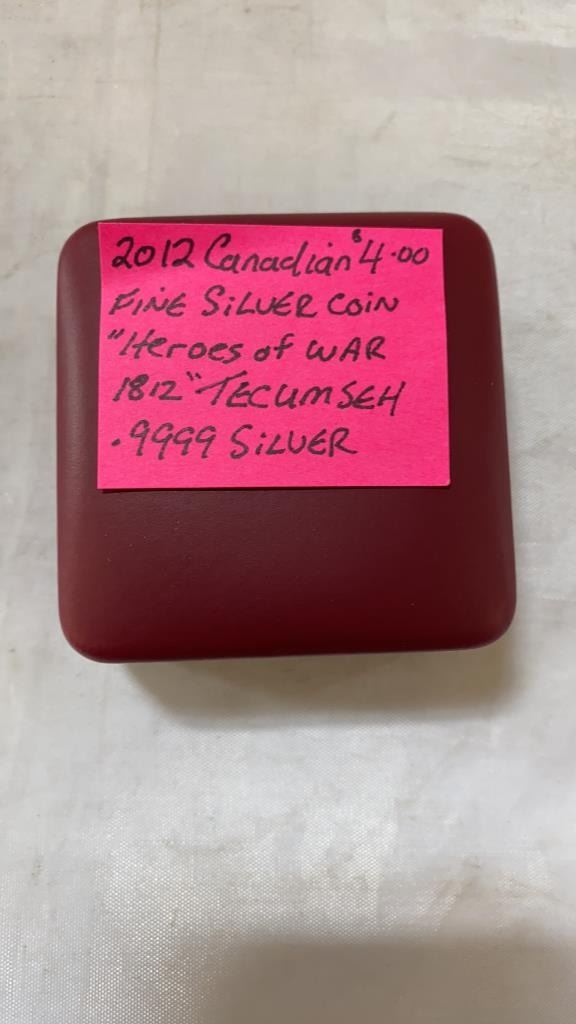 2012 Canadian $4.00
FINE SILVER COIN
"Heroes of WAR
1812" TECUMSEH
.9999 SILVER